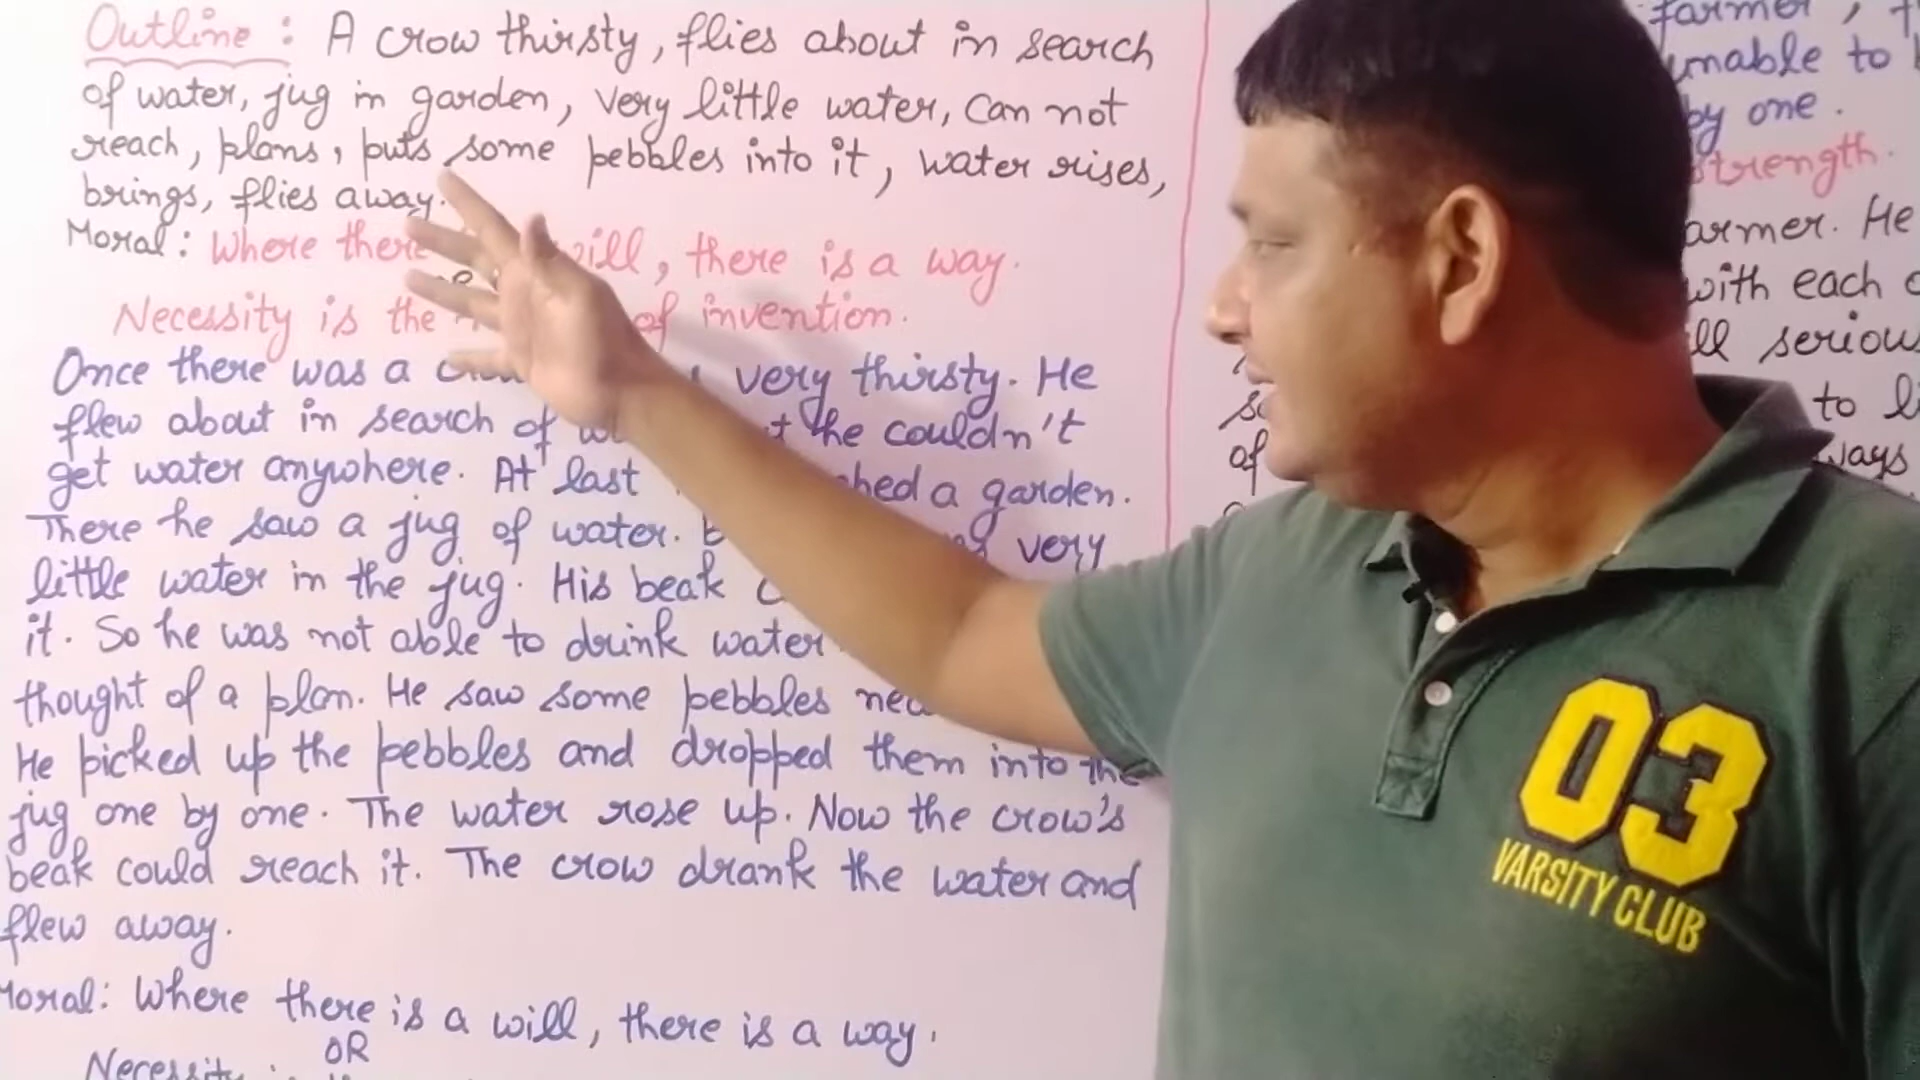 Outline : A crow thirsty, flies about in search
of water, jug in garden, very little water, can not
reach, plans, puts some pebbles into it, water rises,
brings, flies away.
Moral : Where there will, there is a way.
Necessity is the of invention.
Once there was a very thirsty. He
flew about in search of he couldn't
get water anywhere. At last a garden.
There he saw a jug of water. very
little water in the jug. His beak
it. So he was not able to drink water
thought of a plan. He saw some pebbles
He picked up the pebbles and dropped them into the
jug one by one. The water rose up. Now the crow's
beak could reach it. The crow drank the water and
flew away.
Moral: Where there is a will, there is a way.
OR
Necessity
farmer,
unable to
by one.
strength.
armer. He
with each
serious
to
of
ways
03
VARSITY CLUB